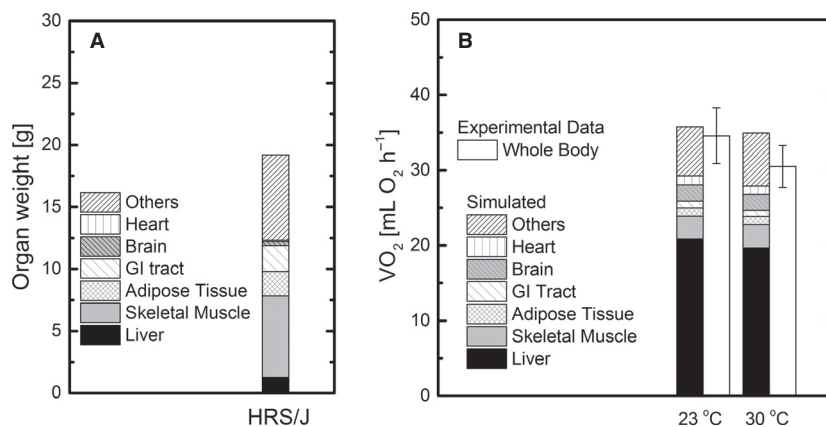 A
30
25
20
15
10
5
0
Organ weight [g]
Others
Heart
Brain
GI tract
Adipose Tissue
Skeletal Muscle
Liver
HRS/J
B
50
40
30
20
10
0
VO₂ [mL O₂ h⁻¹]
Experimental Data
Whole Body
Simulated
Others
Heart
Brain
GI Tract
Adipose Tissue
Skeletal Muscle
Liver
23 °C 30 °C